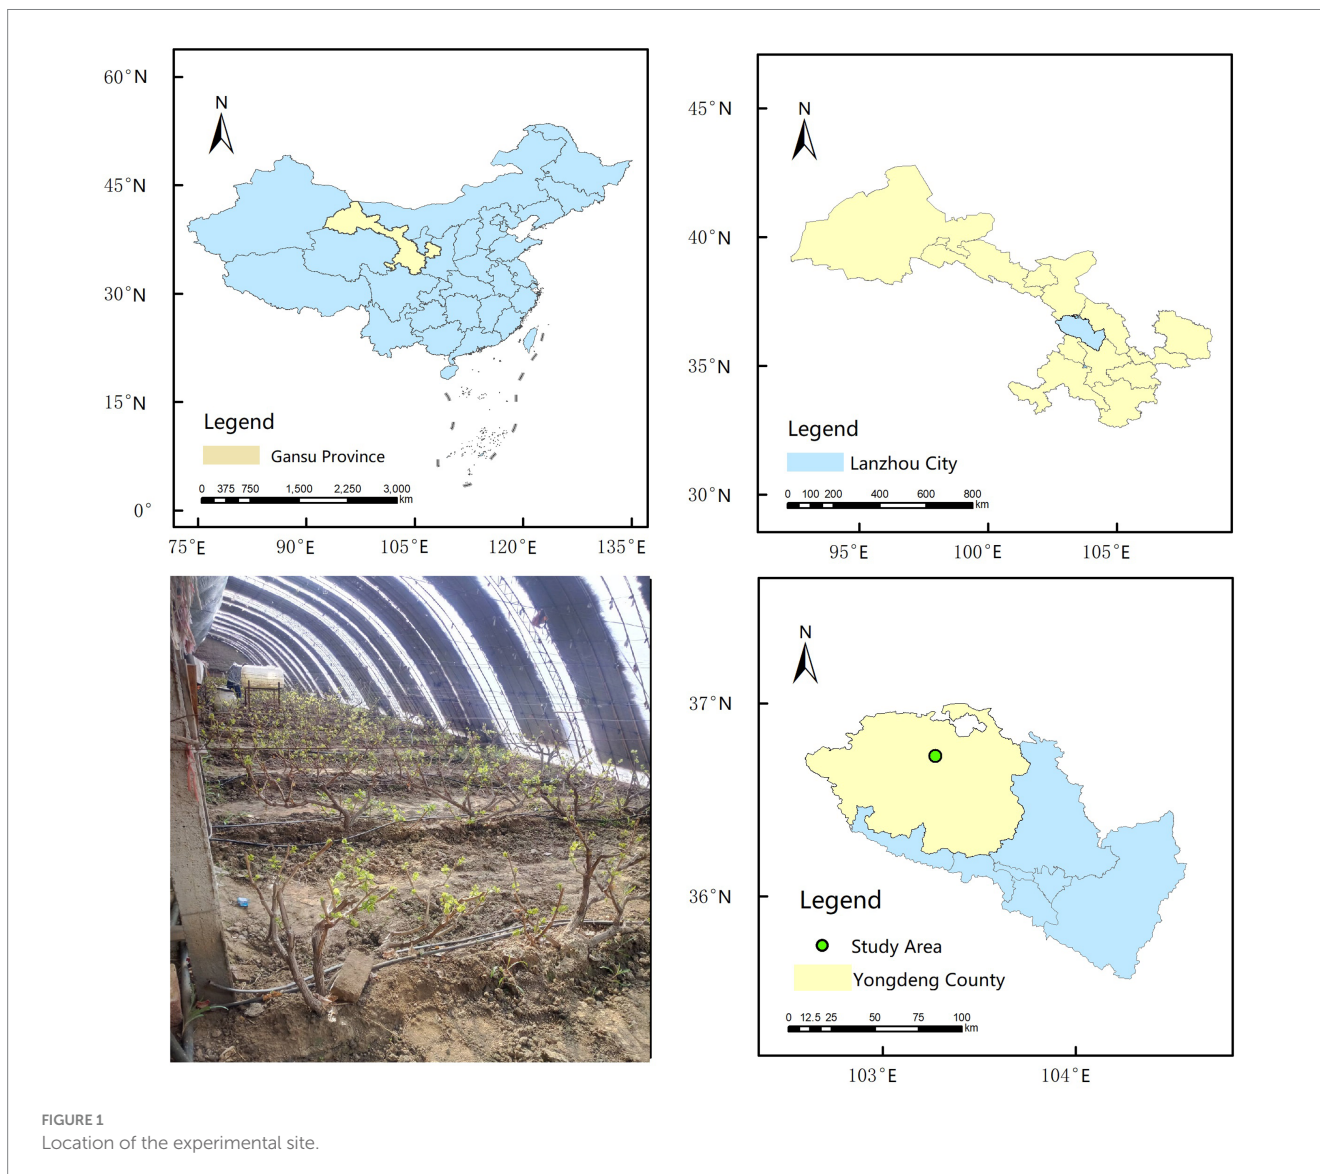 60°N
45°N
30°N
15°N
0°
N
Legend
Gansu Province
0 375 750 1,500 2,250 3,000
km
75°E 90°E 105°E 120°E 135°E
45°N
40°N
35°N
30°N
N
Legend
Lanzhou City
0 100 200 400 600 800
km
95°E 100°E 105°E
37°N
36°N
N
Legend
Study Area
Yongdeng County
0 12.5 25 50 75 100
km
103°E 104°E
FIGURE 1
Location of the experimental site.